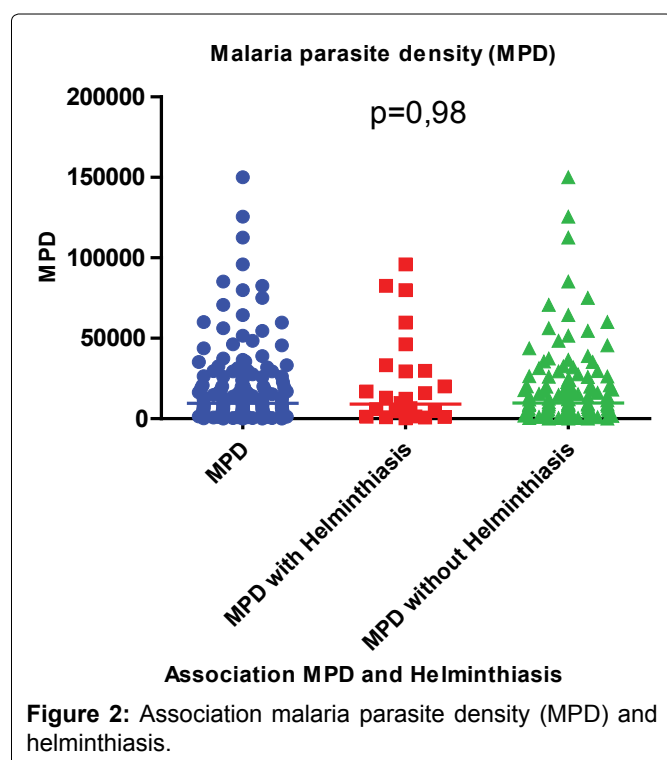 Malaria parasite density (MPD)
p=0,98
MPD
200000
150000
100000
50000
0
MPD
MPD with Helminthiasis
MPD without Helminthiasis
Association MPD and Helminthiasis
Figure 2: Association malaria parasite density (MPD) and
helminthiasis.